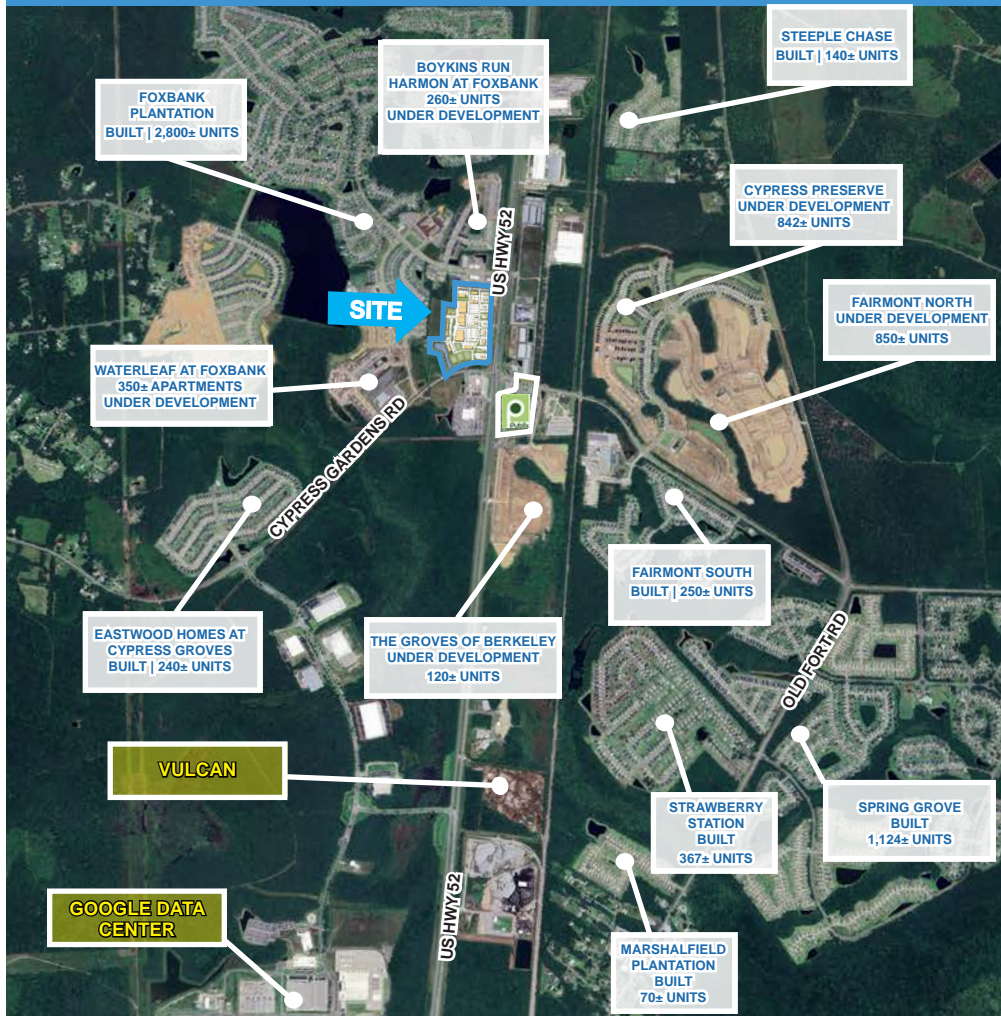 STEEPLE CHASE
BUILT | 140± UNITS
BOYKINS RUN
HARMON AT FOXBANK
260± UNITS
UNDER DEVELOPMENT
FOXBANK
PLANTATION
BUILT | 2,800± UNITS
CYPRESS PRESERVE
UNDER DEVELOPMENT
842± UNITS
US HWY 52
SITE
FAIRMONT NORTH
UNDER DEVELOPMENT
850± UNITS
WATERLEAF AT FOXBANK
350± APARTMENTS
UNDER DEVELOPMENT
Publix
CYPRESS GARDENS RD
FAIRMONT SOUTH
BUILT | 250± UNITS
EASTWOOD HOMES AT
CYPRESS GROVES
BUILT | 240± UNITS
THE GROVES OF BERKELEY
UNDER DEVELOPMENT
120± UNITS
OLD FORT RD
VULCAN
STRAWBERRY
STATION
BUILT
367± UNITS
SPRING GROVE
BUILT
1,124± UNITS
US HWY 52
GOOGLE DATA
CENTER
MARSHALFIELD
PLANTATION
BUILT
70± UNITS